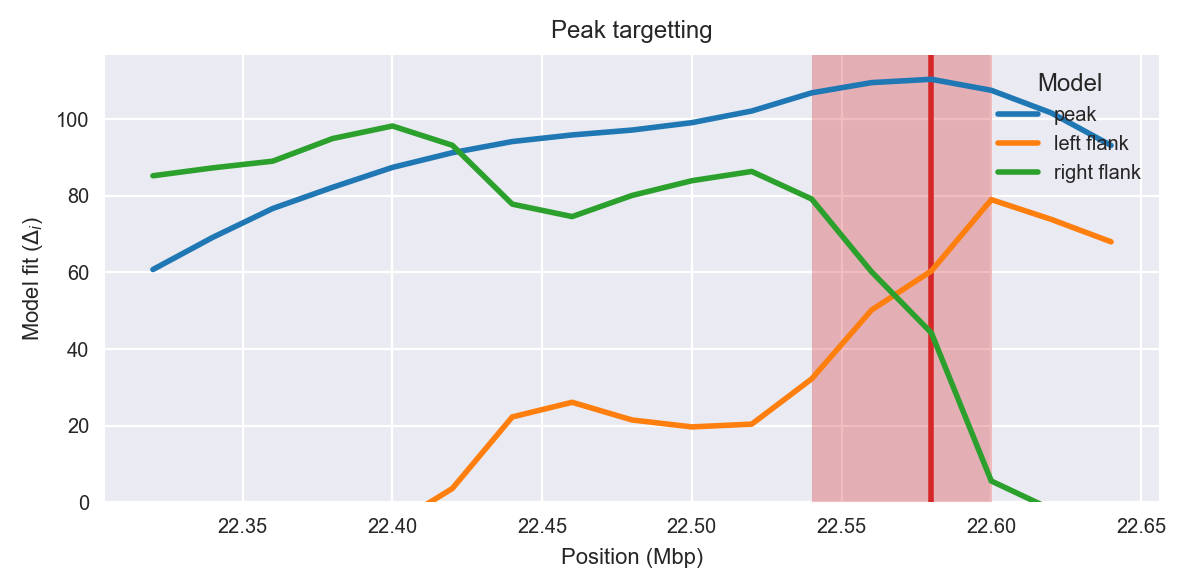 Peak targetting
Model fit (Δi)
100
80
60
40
20
0
Model
peak
left flank
right flank
22.35 22.40 22.45 22.50 22.55 22.60 22.65
Position (Mbp)